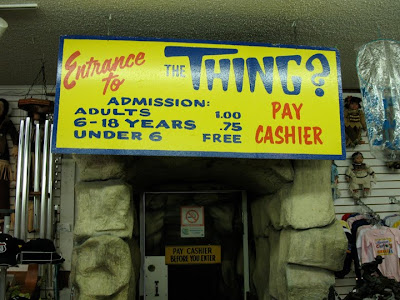 Entrance to THE THING?
ADMISSION:
ADULTS 1.00
6-18 YEARS .75
UNDER 6 FREE
PAY
CASHIER
PAY CASHIER
BEFORE YOU ENTER